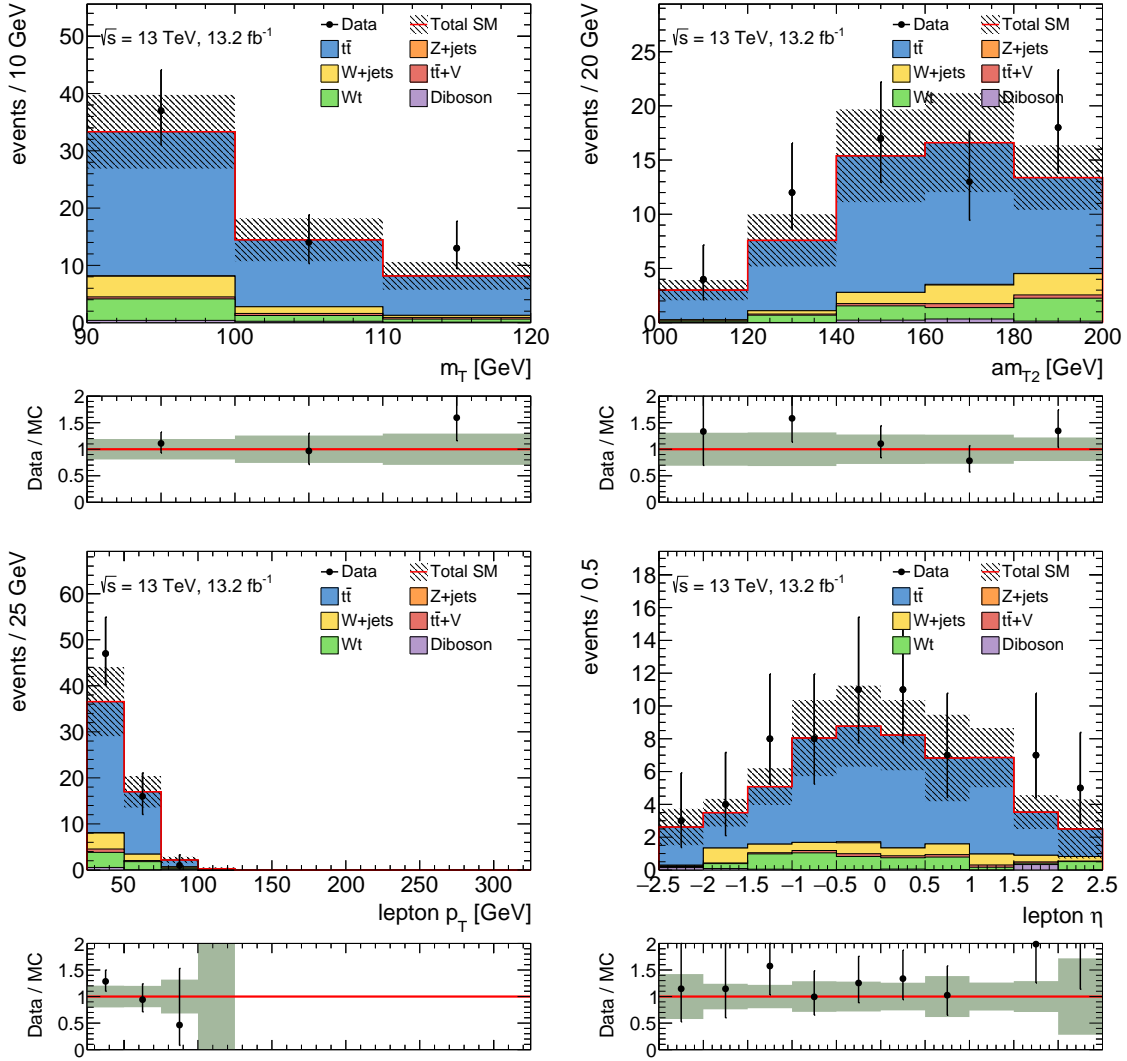 events / 10 GeV
√s = 13 TeV, 13.2 fb⁻¹
Data
Total SM
tt̄
Z+jets
W+jets
tt̄+V
Wt
Diboson
50
40
30
20
10
0
90 100 110 120
m_T [GeV]
Data / MC
2
1.5
1
0.5
0
events / 20 GeV
√s = 13 TeV, 13.2 fb⁻¹
Data
Total SM
tt̄
Z+jets
W+jets
tt̄+V
Wt
Diboson
25
20
15
10
5
0
100 120 140 160 180 200
am_T2 [GeV]
Data / MC
2
1.5
1
0.5
0
events / 25 GeV
√s = 13 TeV, 13.2 fb⁻¹
Data
Total SM
tt̄
Z+jets
W+jets
tt̄+V
Wt
Diboson
60
50
40
30
20
10
0
50 100 150 200 250 300
lepton p_T [GeV]
Data / MC
2
1.5
1
0.5
0
events / 0.5
√s = 13 TeV, 13.2 fb⁻¹
Data
Total SM
tt̄
Z+jets
W+jets
tt̄+V
Wt
Diboson
18
16
14
12
10
8
6
4
2
0
−2.5 −2 −1.5 −1 −0.5 0 0.5 1 1.5 2 2.5
lepton η
Data / MC
2
1.5
1
0.5
0